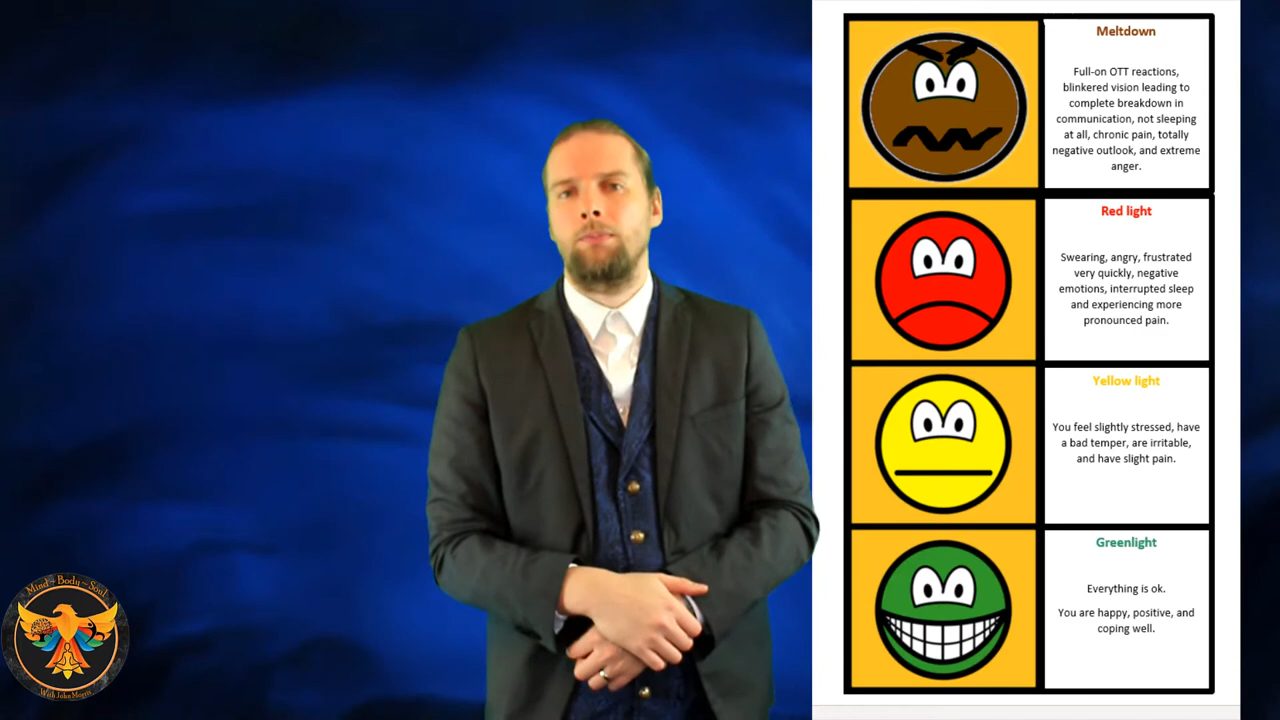 Meltdown
Full-on OTT reactions,
blinkered vision leading to
complete breakdown in
communication, not sleeping
at all, chronic pain, totally
negative outlook, and extreme
anger.
Red light
Swearing, angry, frustrated
very quickly, negative
emotions, interrupted sleep
and experiencing more
pronounced pain.
Yellow light
You feel slightly stressed, have
a bad temper, are irritable,
and have slight pain.
Greenlight
Everything is ok.
You are happy, positive, and
coping well.
Mind - Body - Soul
With John Morris